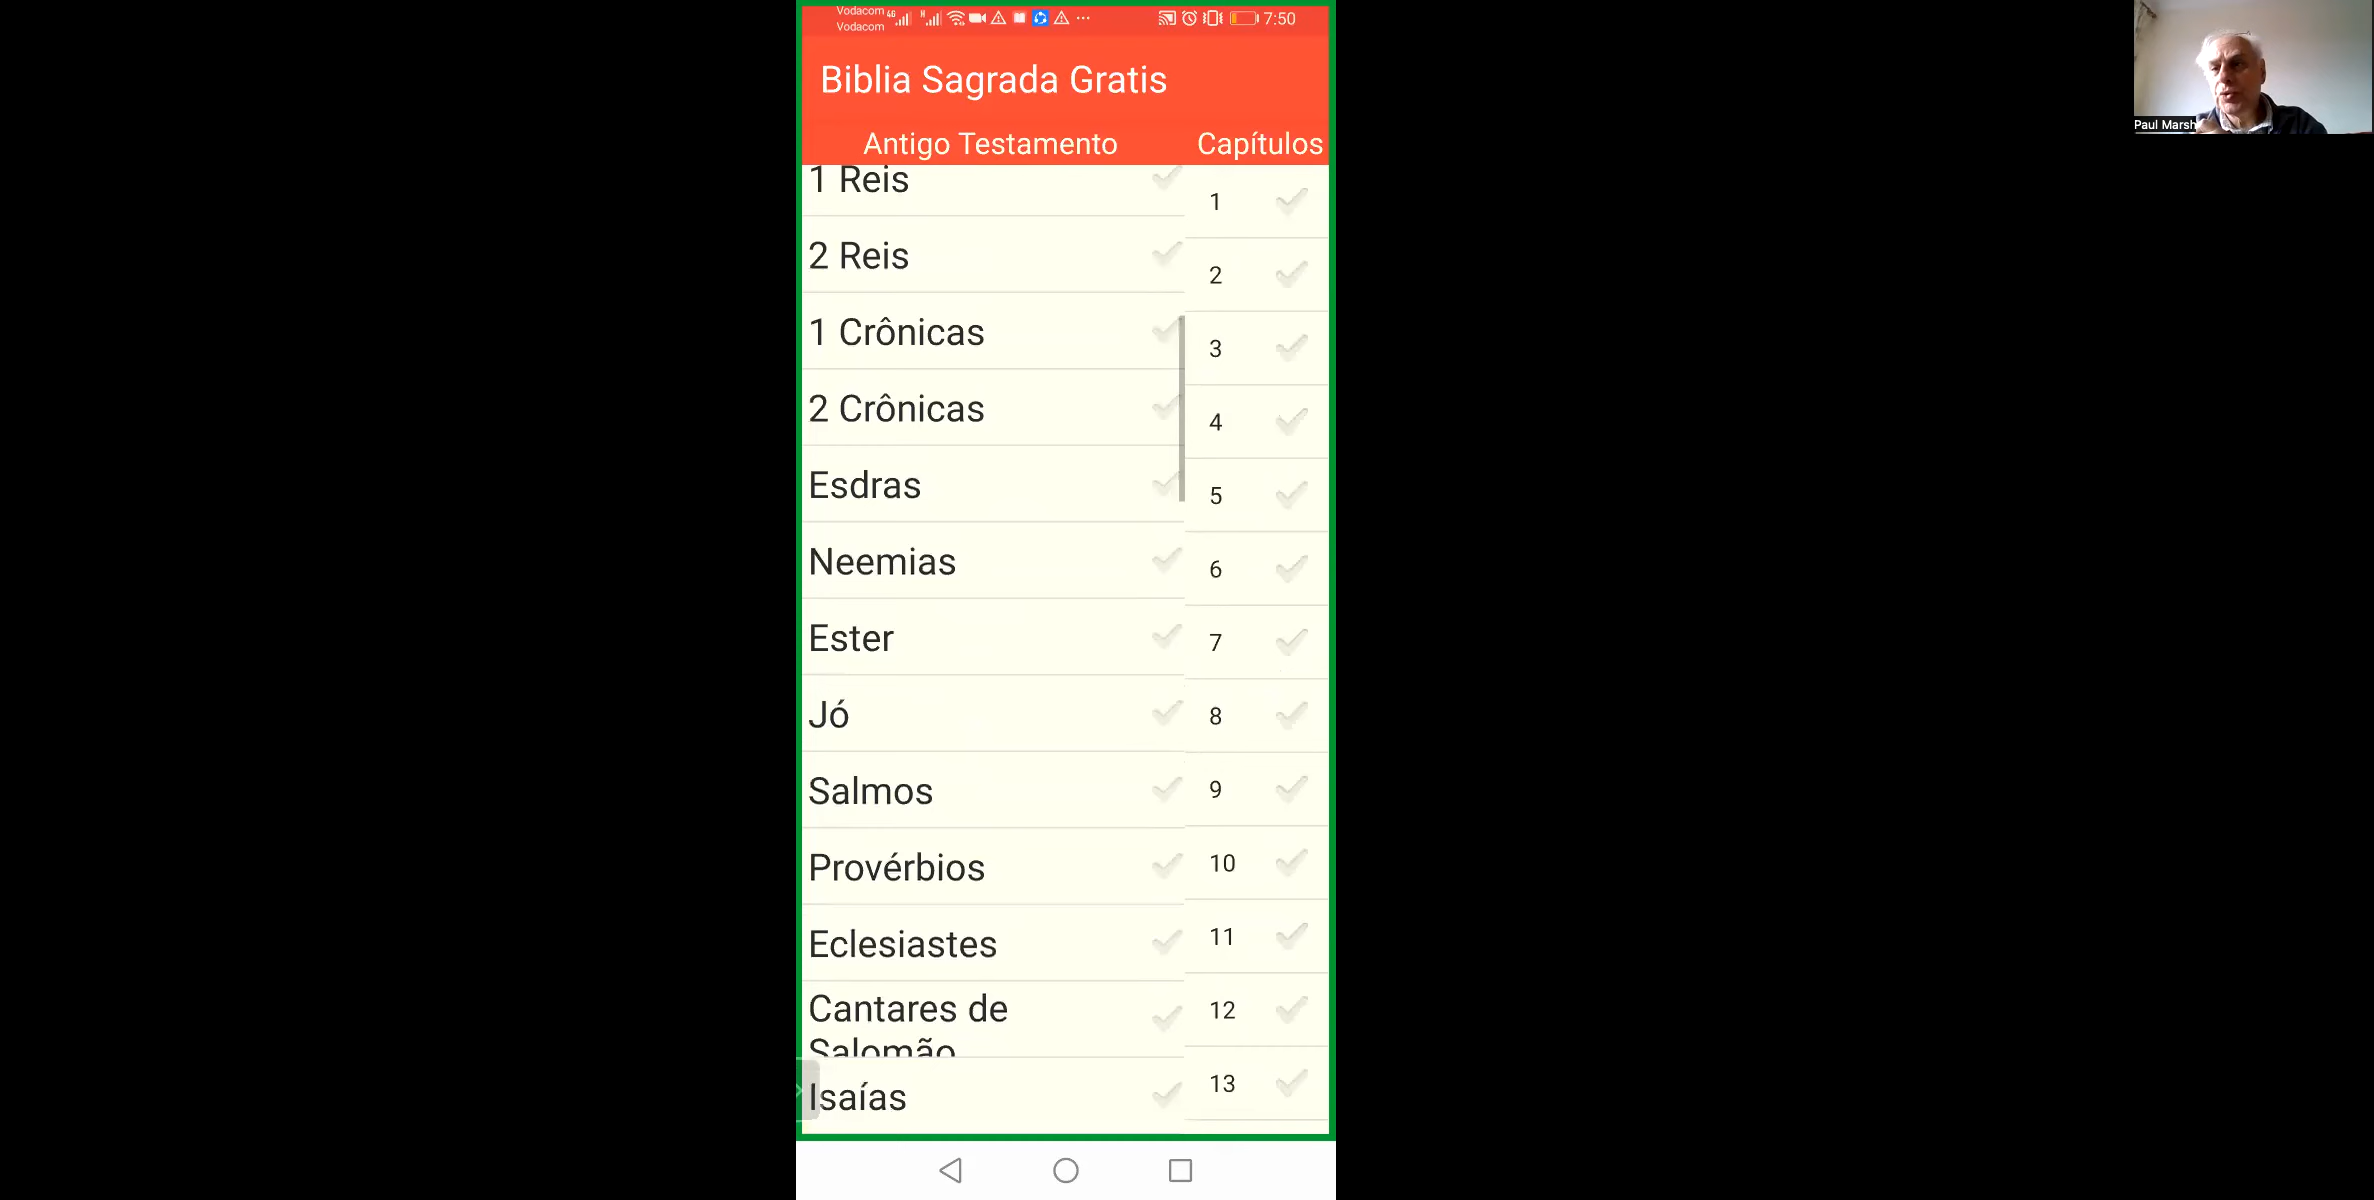 Vodacom 4G
Vodacom
7:50
Biblia Sagrada Gratis
Antigo Testamento
Capítulos
1 Reis
2 Reis
1 Crônicas
2 Crônicas
Esdras
Neemias
Ester
Jó
Salmos
Provérbios
Eclesiastes
Cantares de
Salomão
Isaías
1
2
3
4
5
6
7
8
9
10
11
12
13
Paul Marsh